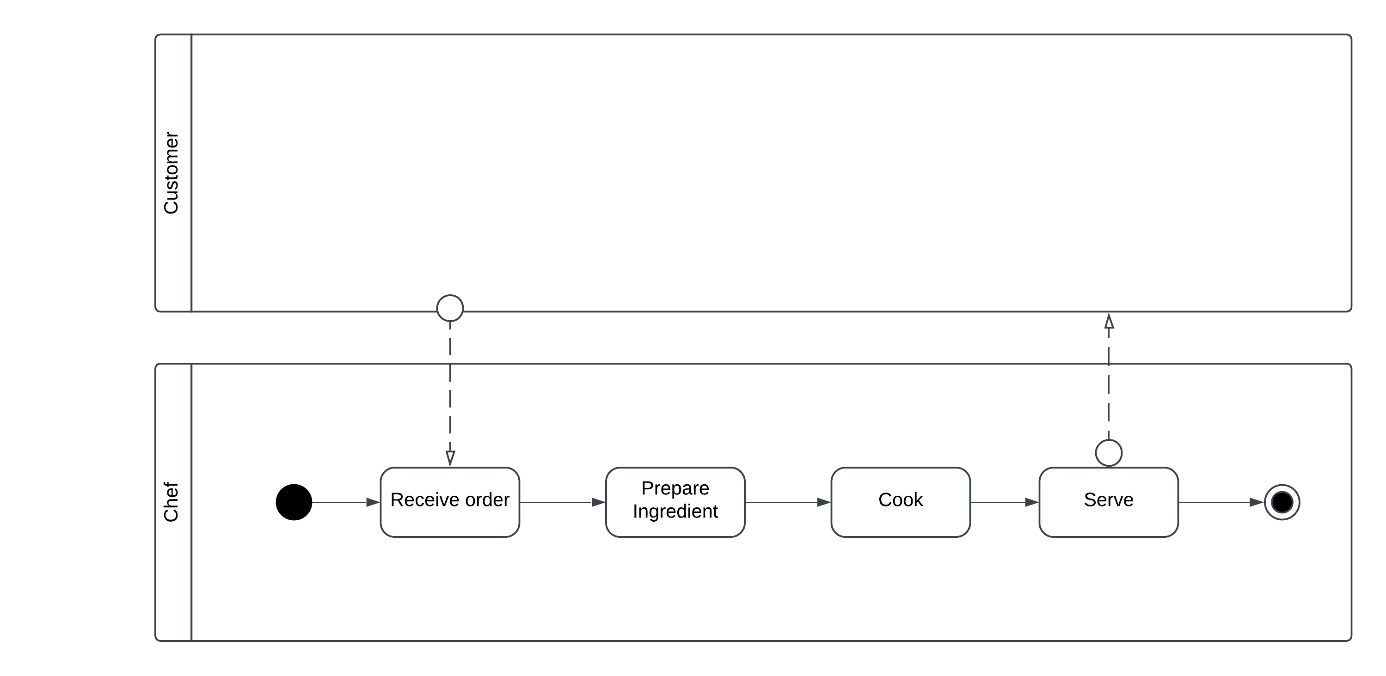 Customer
Chef
Receive order
Prepare
Ingredient
Cook
Serve